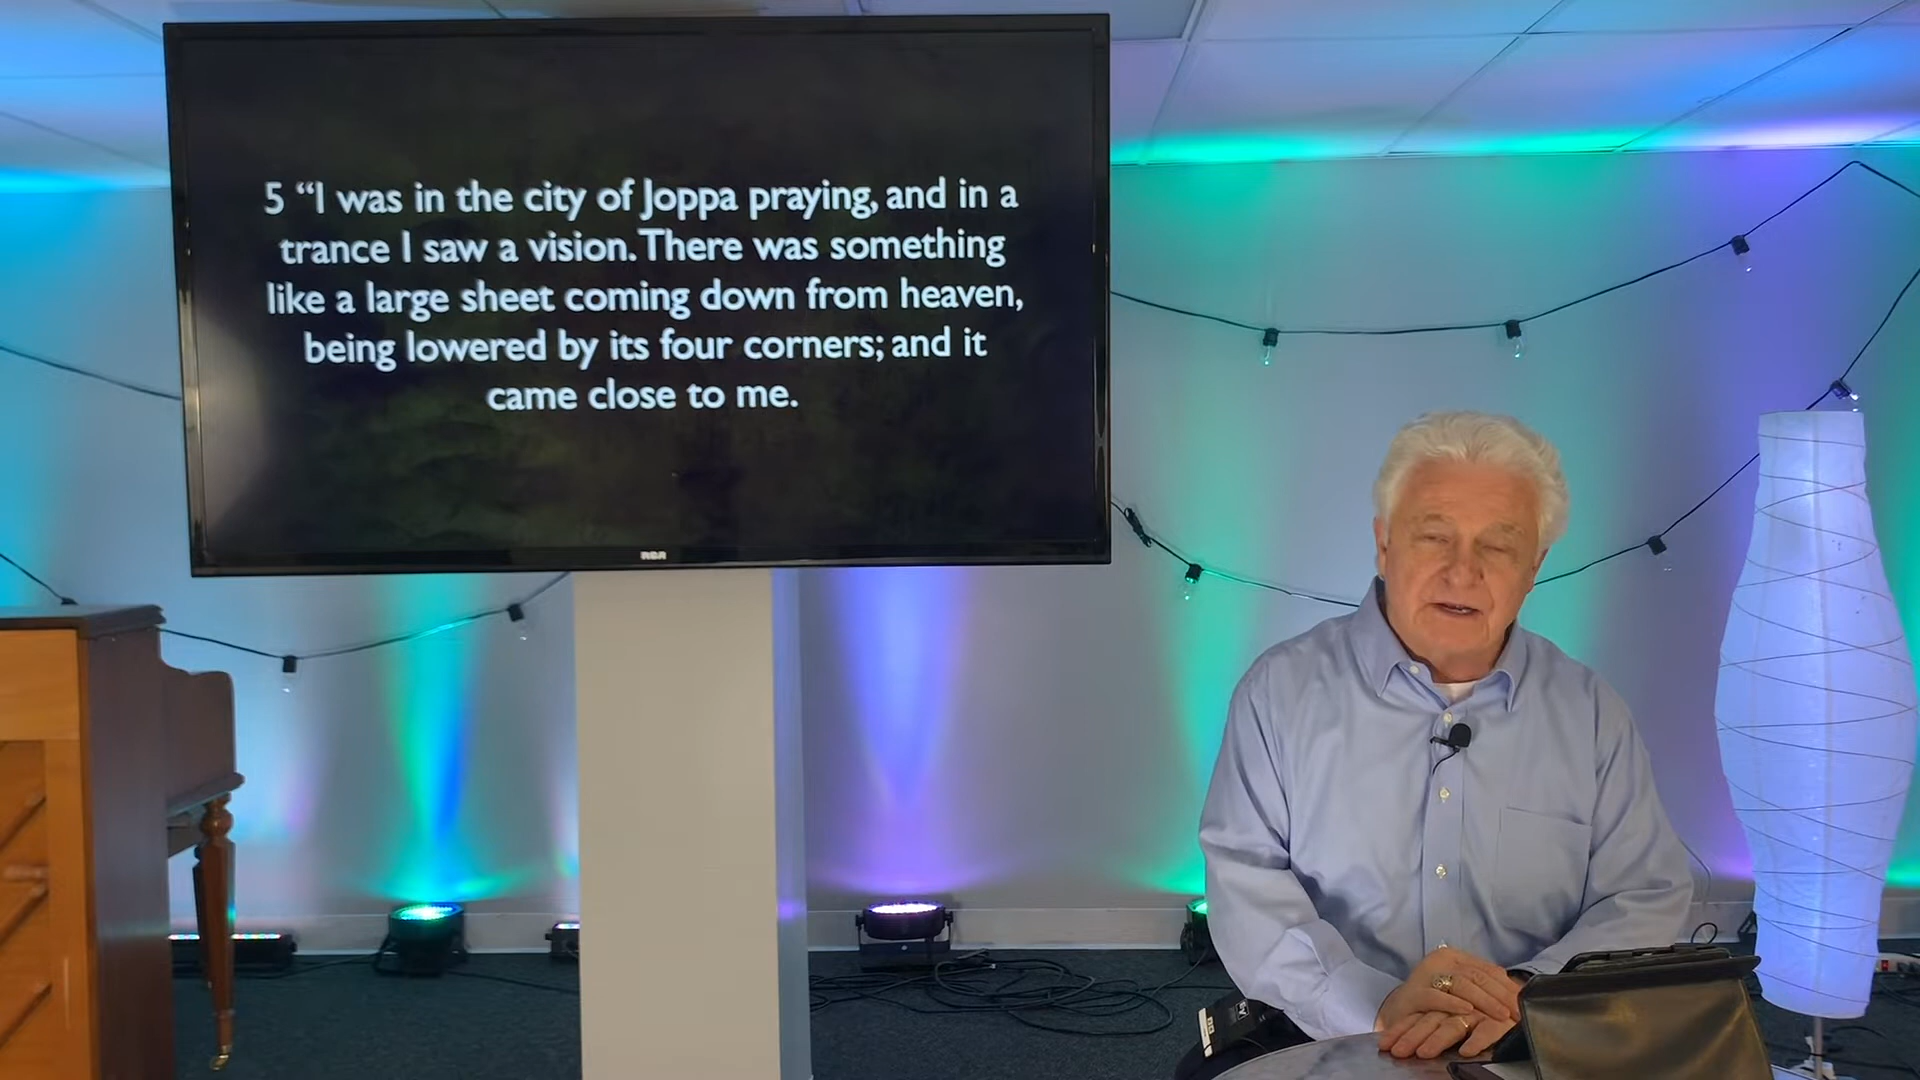 5 “I was in the city of Joppa praying, and in a
trance I saw a vision. There was something
like a large sheet coming down from heaven,
being lowered by its four corners; and it
came close to me.
RCA